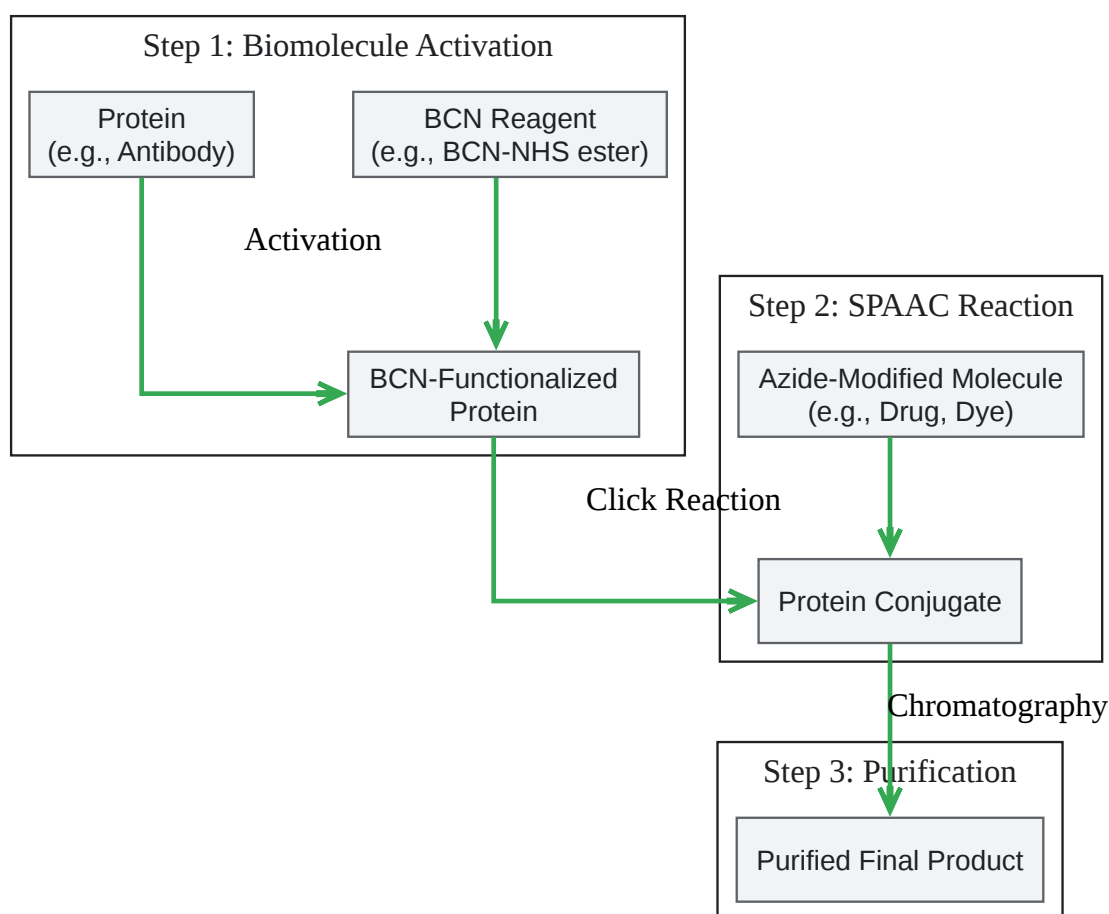 Step 1: Biomolecule Activation
Protein
(e.g., Antibody)
BCN Reagent
(e.g., BCN-NHS ester)
Activation
BCN-Functionalized
Protein
Step 2: SPAAC Reaction
Azide-Modified Molecule
(e.g., Drug, Dye)
Click Reaction
Protein Conjugate
Chromatography
Step 3: Purification
Purified Final Product